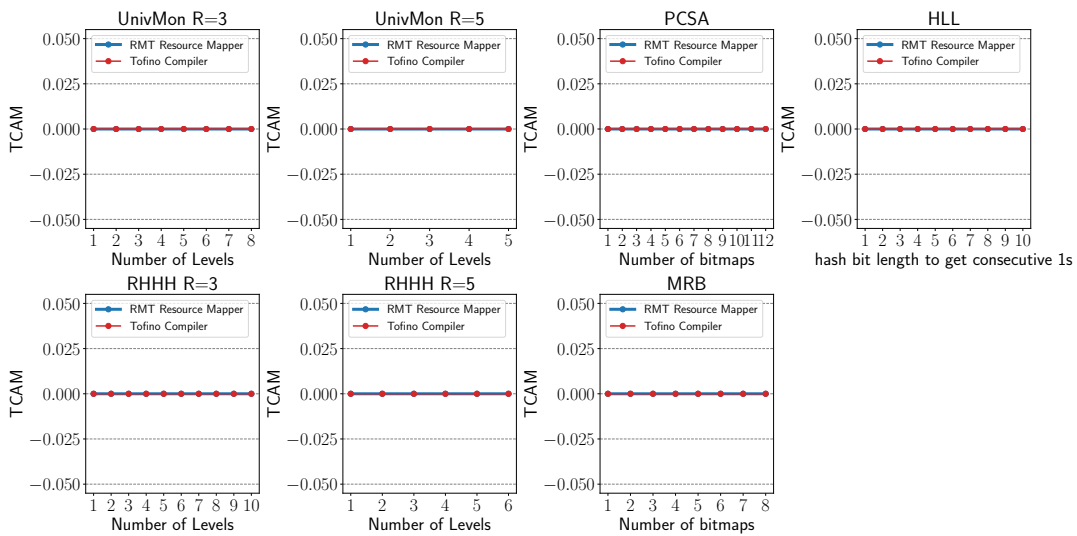 UnivMon R=3
RMT Resource Mapper
Tofino Compiler
TCAM
0.050
0.025
0.000
−0.025
−0.050
1 2 3 4 5 6 7 8
Number of Levels
UnivMon R=5
RMT Resource Mapper
Tofino Compiler
TCAM
0.050
0.025
0.000
−0.025
−0.050
1 2 3 4 5
Number of Levels
PCSA
RMT Resource Mapper
Tofino Compiler
TCAM
0.050
0.025
0.000
−0.025
−0.050
1 2 3 4 5 6 7 8 9 10 11 12
Number of bitmaps
HLL
RMT Resource Mapper
Tofino Compiler
TCAM
0.050
0.025
0.000
−0.025
−0.050
1 2 3 4 5 6 7 8 9 10
hash bit length to get consecutive 1s
RHHH R=3
RMT Resource Mapper
Tofino Compiler
TCAM
0.050
0.025
0.000
−0.025
−0.050
1 2 3 4 5 6 7 8 9 10
Number of Levels
RHHH R=5
RMT Resource Mapper
Tofino Compiler
TCAM
0.050
0.025
0.000
−0.025
−0.050
1 2 3 4 5 6
Number of Levels
MRB
RMT Resource Mapper
Tofino Compiler
TCAM
0.050
0.025
0.000
−0.025
−0.050
1 2 3 4 5 6 7 8
Number of bitmaps